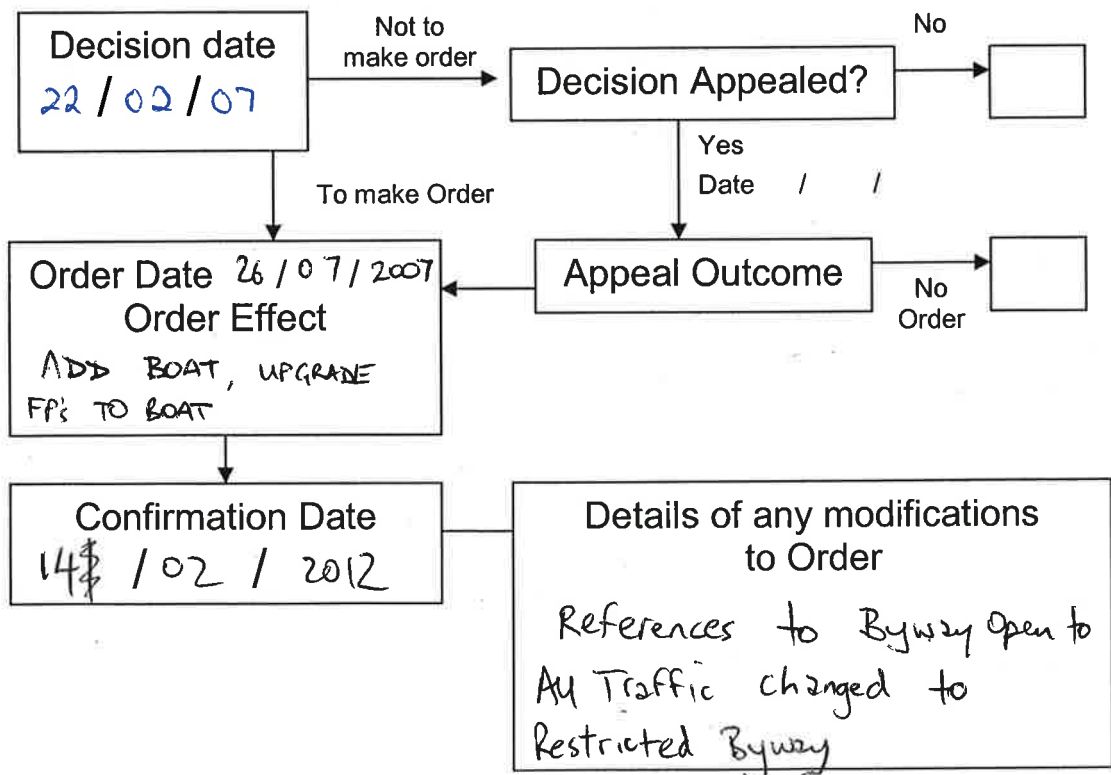 Decision date
22 / 02 / 07
Not to
make order
Decision Appealed?
No
Yes
Date / /
To make Order
Order Date 26 / 07 / 2007
Order Effect
ADD BOAT, UPGRADE
FP's TO BOAT
Appeal Outcome
No
Order
Confirmation Date
14 / 02 / 2012
Details of any modifications
to Order
References to Byway Open to
All Traffic changed to
Restricted Byway